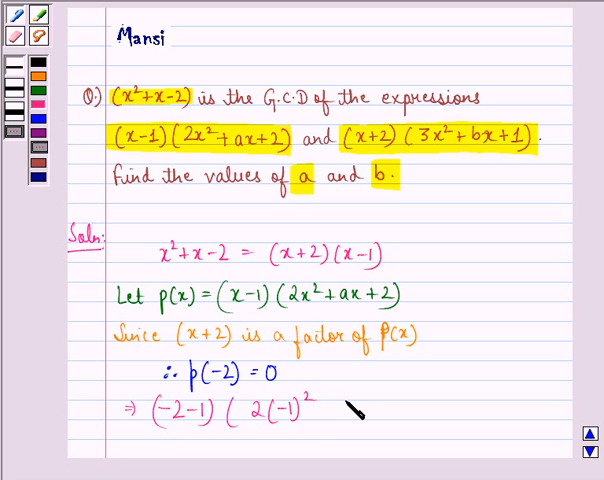 Mansi
Q.) (x²+x-2) is the G.C.D of the expressions
(x-1)(2x²+ax+2) and (x+2)(3x²+bx+1).
Find the values of a and b.
Soln:
x²+x-2 = (x+2)(x-1)
Let p(x) = (x-1)(2x²+ax+2)
Since (x+2) is a factor of P(x)
∴ p(-2) = 0
⇒ (-2-1)( 2(-1)²